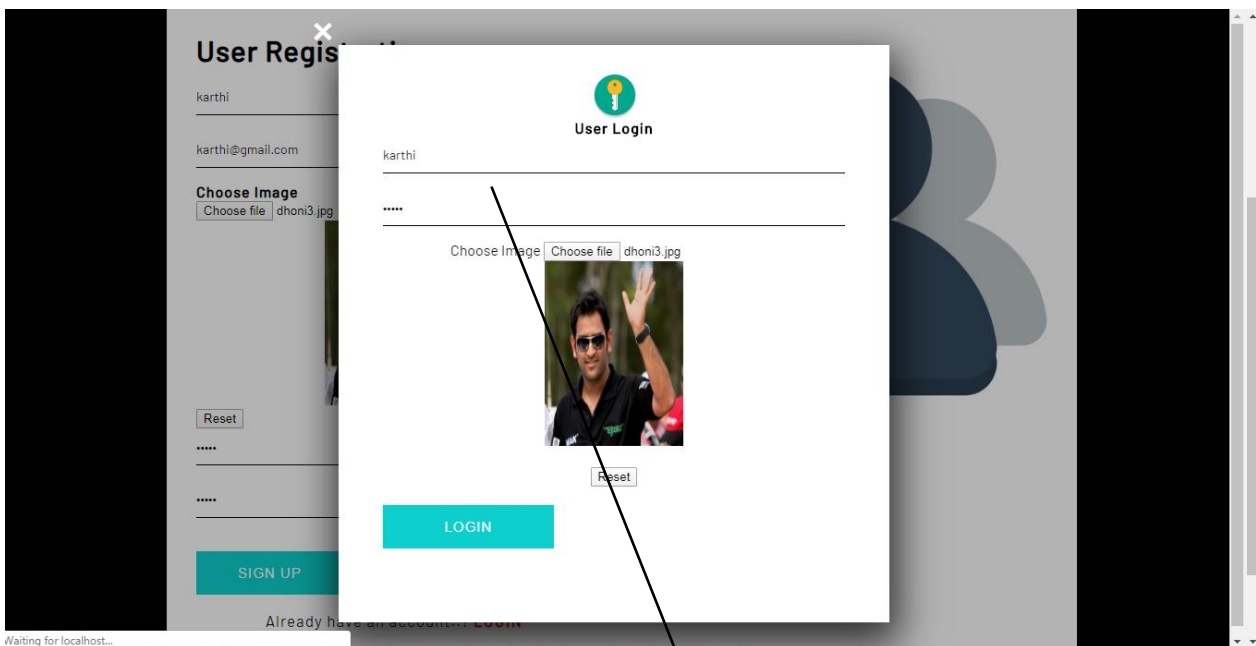 User Regis
karthi
karthi@gmail.com
Choose Image
Choose file dhoni3.jpg
Reset
•••••
•••••
SIGN UP
Already have an account..! LOGIN
User Login
karthi
•••••
Choose Image Choose file dhoni3.jpg
Reset
LOGIN
Waiting for localhost...